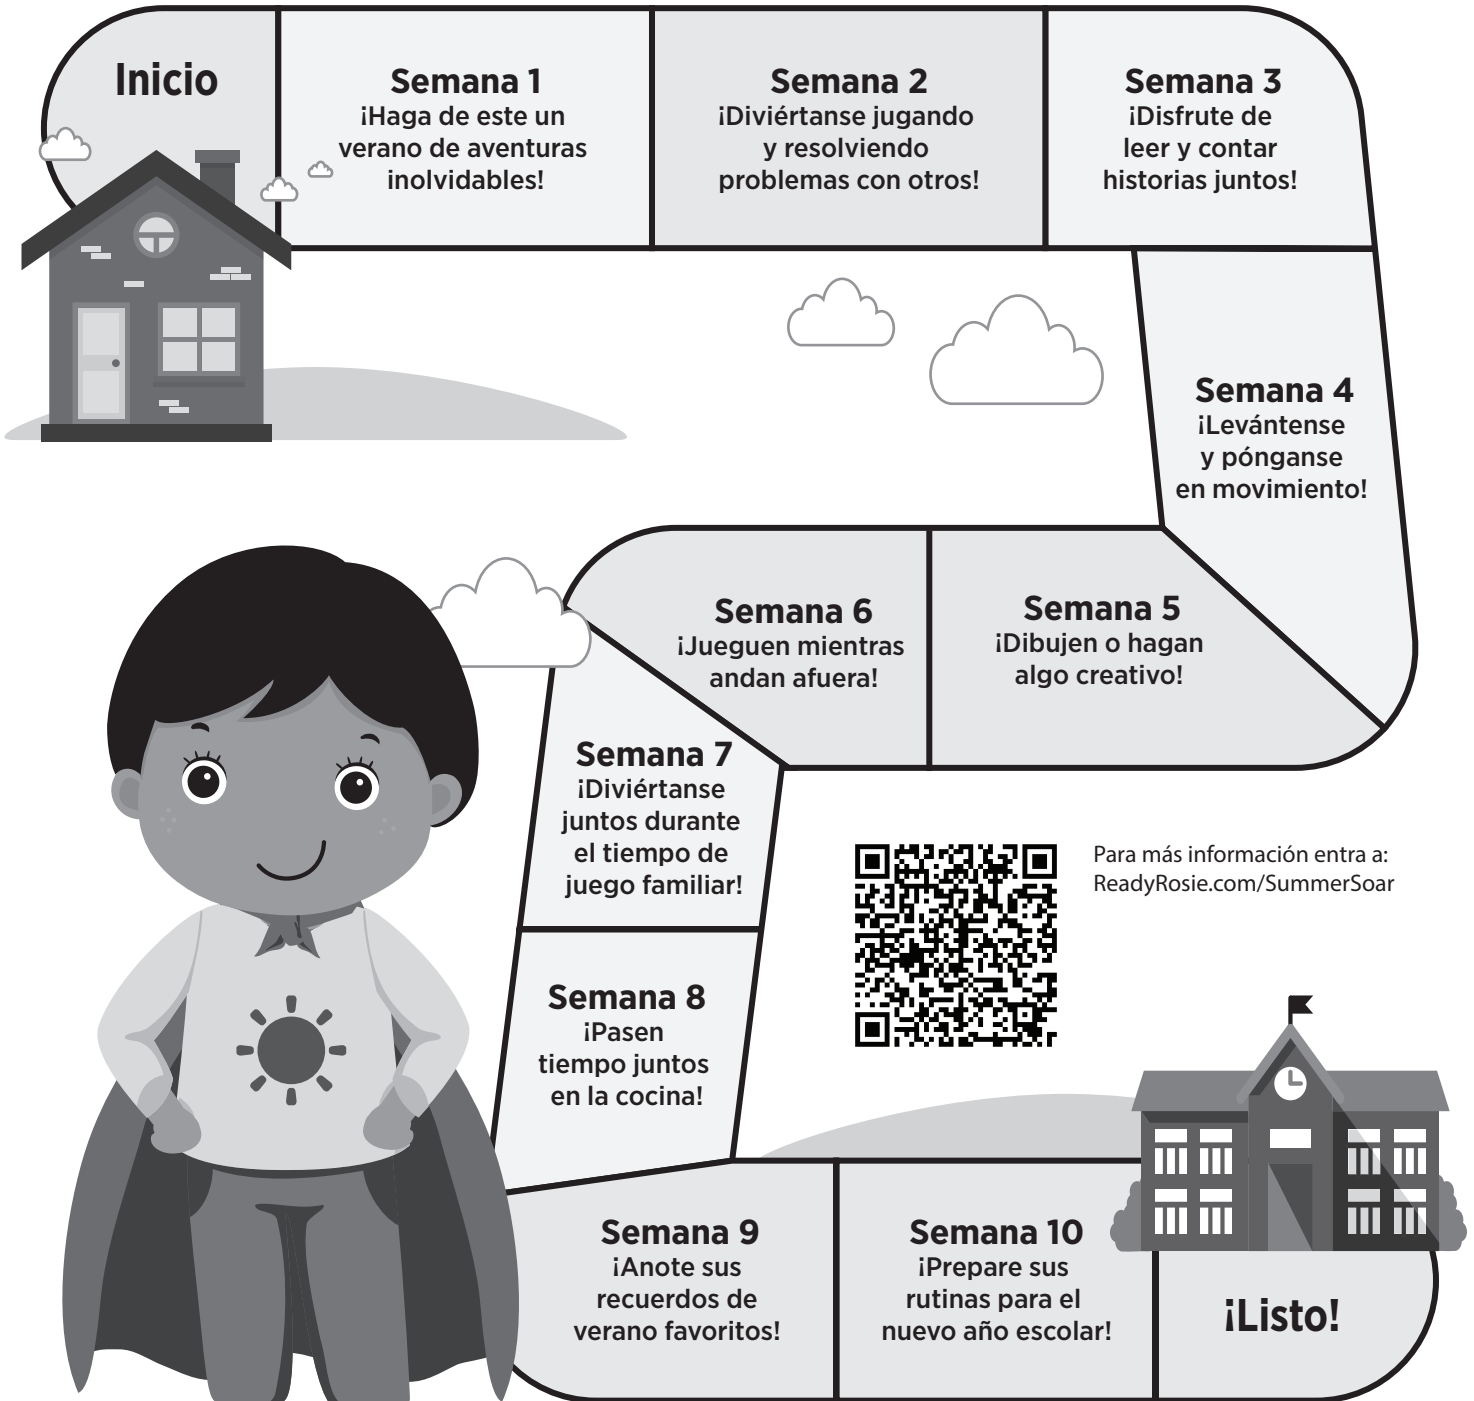 Inicio
Semana 1
¡Haga de este un
verano de aventuras
inolvidables!
Semana 2
¡Diviértanse jugando
y resolviendo
problemas con otros!
Semana 3
¡Disfrute de
leer y contar
historias juntos!
Semana 4
¡Levántense
y pónganse
en movimiento!
Semana 5
¡Dibujen o hagan
algo creativo!
Semana 6
¡Jueguen mientras
andan afuera!
Semana 7
¡Diviértanse
juntos durante
el tiempo de
juego familiar!
Semana 8
¡Pasen
tiempo juntos
en la cocina!
Para más información entra a:
ReadyRosie.com/SummerSoar
Semana 9
¡Anote sus
recuerdos de
verano favoritos!
Semana 10
¡Prepare sus
rutinas para el
nuevo año escolar!
¡Listo!